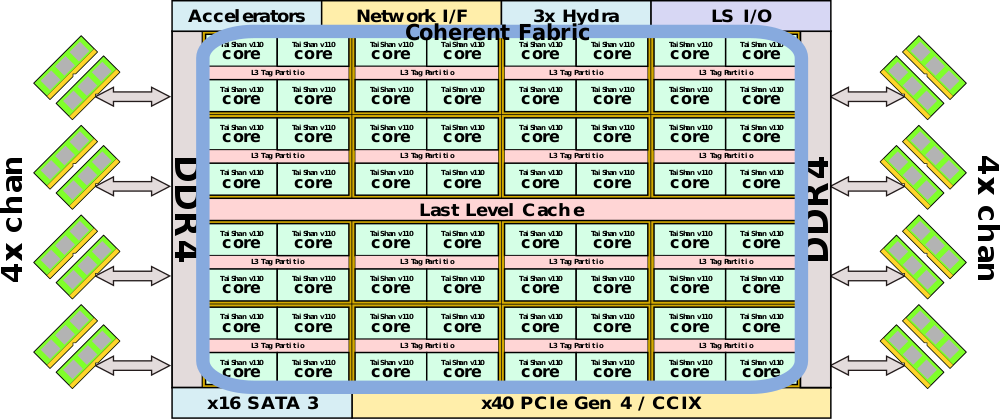 Accelerators Network I/F 3x Hydra LS I/O
Coherent Fabric
TaiShan v110 TaiShan v110 TaiShan v110 TaiShan v110 TaiShan v110 TaiShan v110 TaiShan v110 TaiShan v110
core core core core core core core core
L3 Tag Partitio L3 Tag Partitio L3 Tag Partitio L3 Tag Partitio
TaiShan v110 TaiShan v110 TaiShan v110 TaiShan v110 TaiShan v110 TaiShan v110 TaiShan v110 TaiShan v110
core core core core core core core core
TaiShan v110 TaiShan v110 TaiShan v110 TaiShan v110 TaiShan v110 TaiShan v110 TaiShan v110 TaiShan v110
core core core core core core core core
L3 Tag Partitio L3 Tag Partitio L3 Tag Partitio L3 Tag Partitio
TaiShan v110 TaiShan v110 TaiShan v110 TaiShan v110 TaiShan v110 TaiShan v110 TaiShan v110 TaiShan v110
core core core core core core core core
4x chan
DDR4
Last Level Cache
DDR4
4x chan
TaiShan v110 TaiShan v110 TaiShan v110 TaiShan v110 TaiShan v110 TaiShan v110 TaiShan v110 TaiShan v110
core core core core core core core core
L3 Tag Partitio L3 Tag Partitio L3 Tag Partitio L3 Tag Partitio
TaiShan v110 TaiShan v110 TaiShan v110 TaiShan v110 TaiShan v110 TaiShan v110 TaiShan v110 TaiShan v110
core core core core core core core core
TaiShan v110 TaiShan v110 TaiShan v110 TaiShan v110 TaiShan v110 TaiShan v110 TaiShan v110 TaiShan v110
core core core core core core core core
L3 Tag Partitio L3 Tag Partitio L3 Tag Partitio L3 Tag Partitio
TaiShan v110 TaiShan v110 TaiShan v110 TaiShan v110 TaiShan v110 TaiShan v110 TaiShan v110 TaiShan v110
core core core core core core core core
x16 SATA 3 x40 PCIe Gen 4 / CCIX